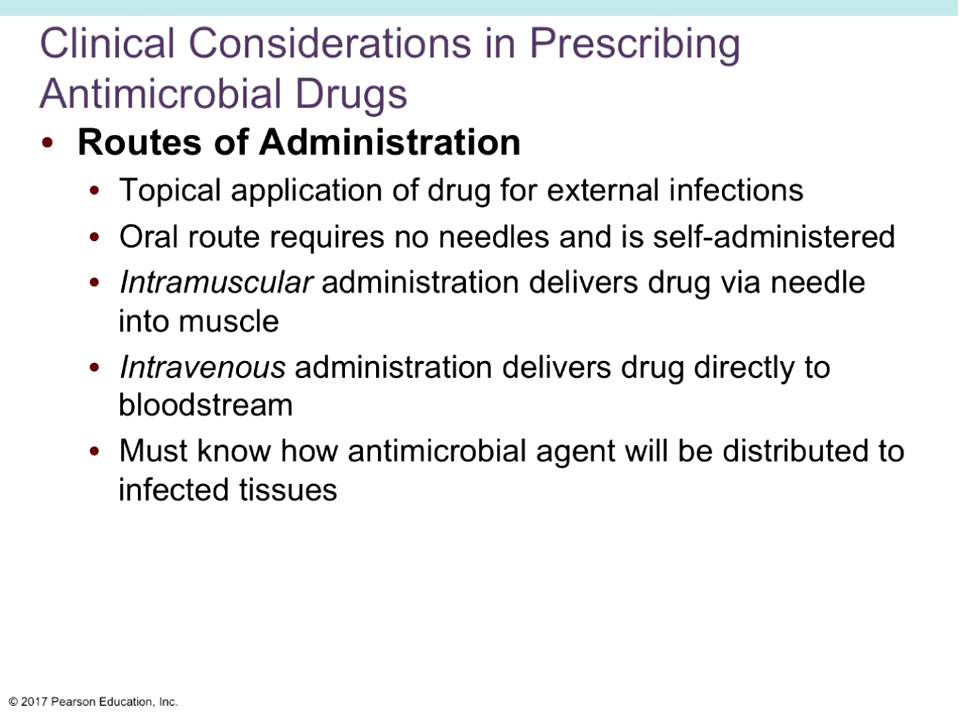 Clinical Considerations in Prescribing
Antimicrobial Drugs
• Routes of Administration
• Topical application of drug for external infections
• Oral route requires no needles and is self-administered
• Intramuscular administration delivers drug via needle
into muscle
• Intravenous administration delivers drug directly to
bloodstream
• Must know how antimicrobial agent will be distributed to
infected tissues
© 2017 Pearson Education, Inc.